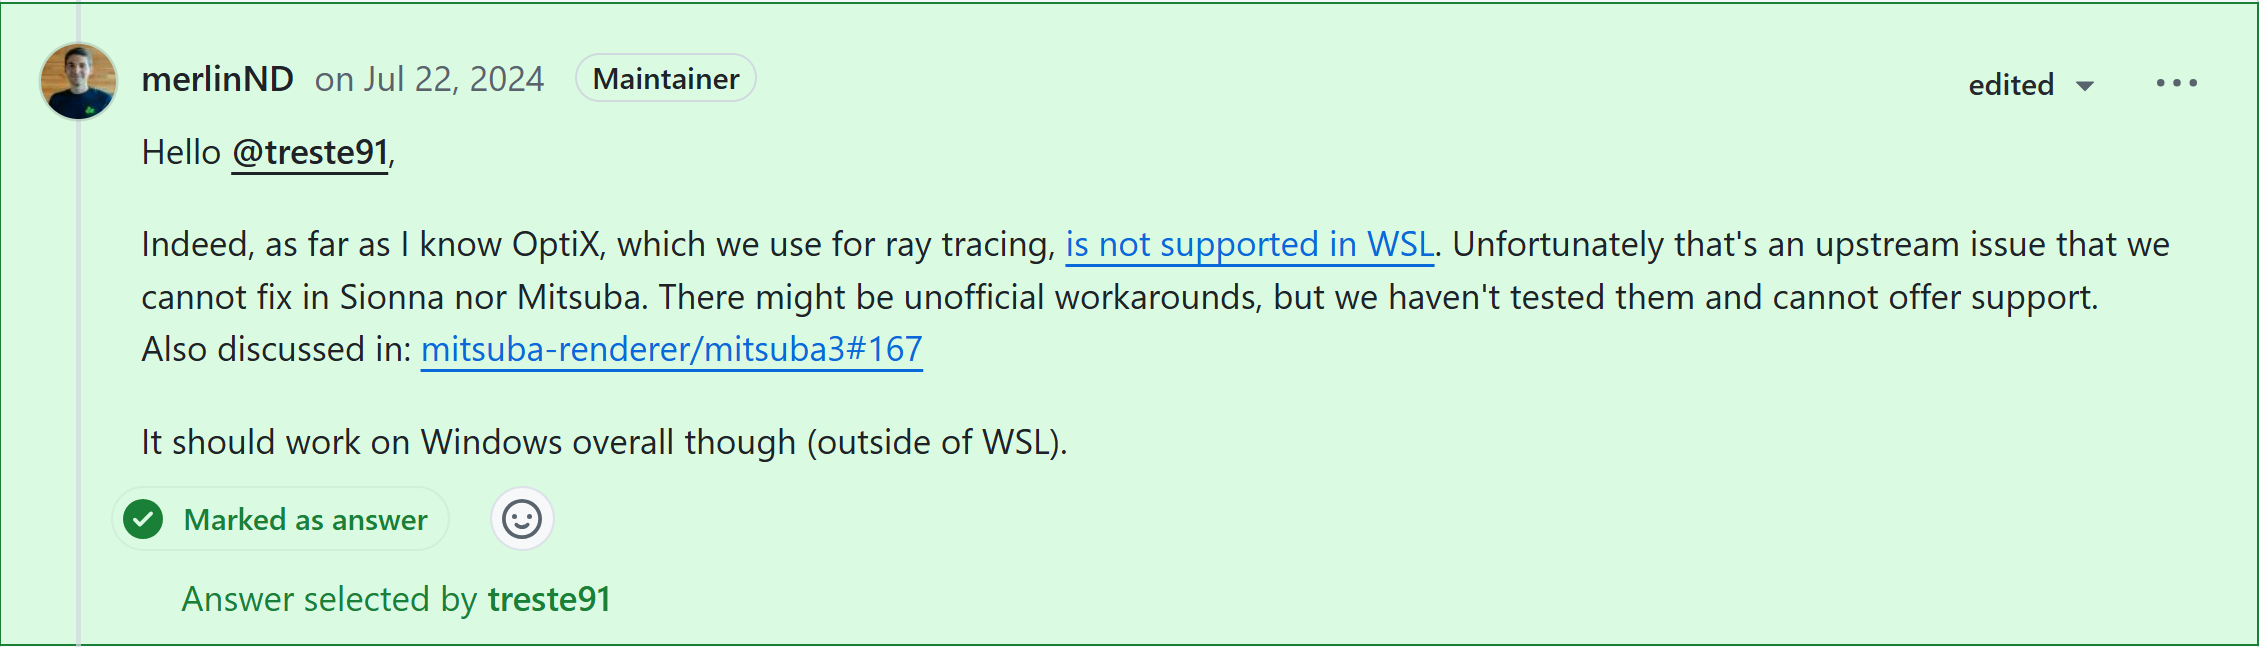 merlinND on Jul 22, 2024 Maintainer edited
Hello @treste91,
Indeed, as far as I know OptiX, which we use for ray tracing, is not supported in WSL. Unfortunately that's an upstream issue that we
cannot fix in Sionna nor Mitsuba. There might be unofficial workarounds, but we haven't tested them and cannot offer support.
Also discussed in: mitsuba-renderer/mitsuba3#167
It should work on Windows overall though (outside of WSL).
Marked as answer
Answer selected by treste91